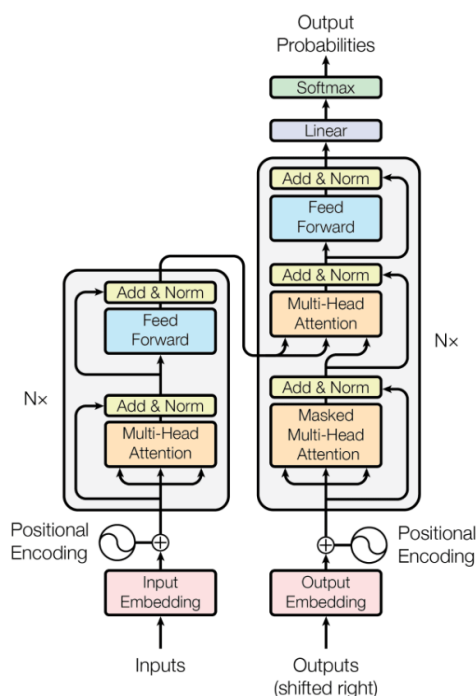 Output
Probabilities
Softmax
Linear
Add & Norm
Feed
Forward
Add & Norm
Multi-Head
Attention
Add & Norm
Masked
Multi-Head
Attention
N×
Add & Norm
Feed
Forward
Add & Norm
Multi-Head
Attention
N×
Positional
Encoding
Positional
Encoding
Input
Embedding
Output
Embedding
Inputs
Outputs
(shifted right)